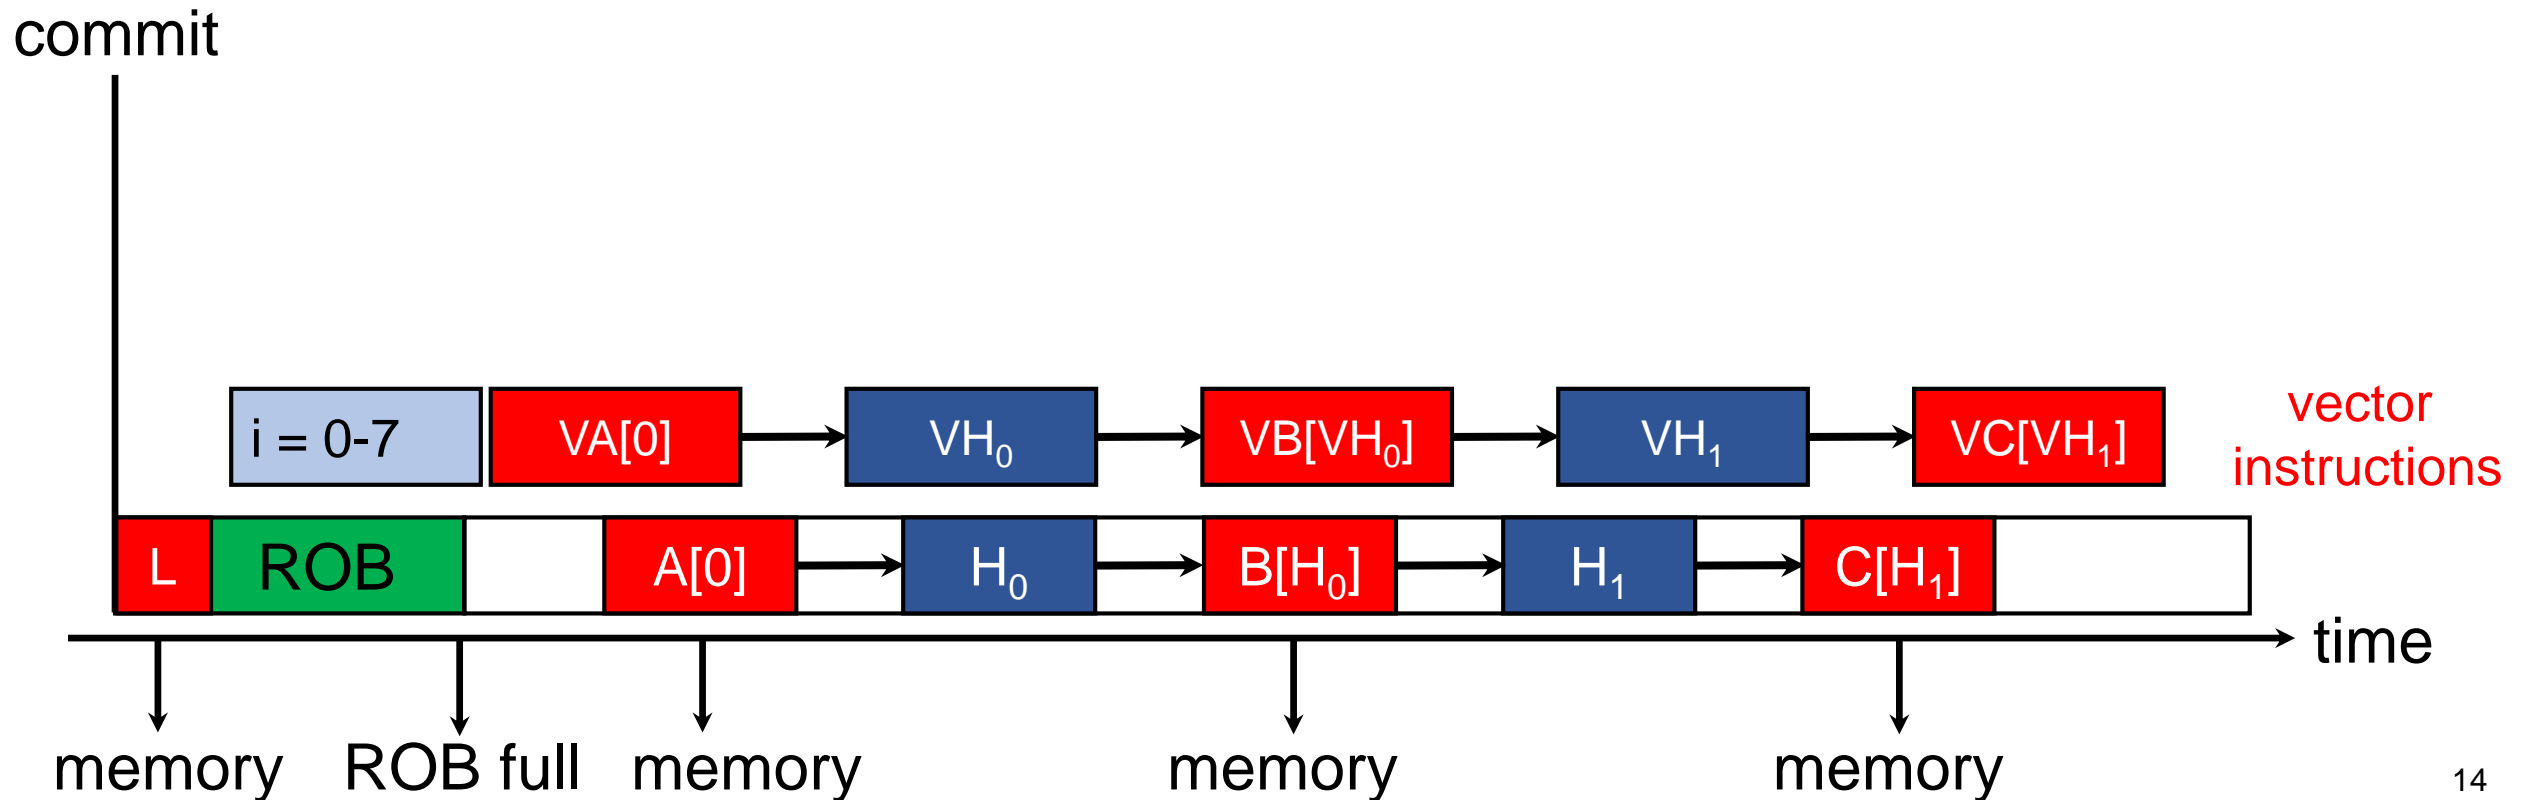 commit
i = 0-7 VA[0] VH₀ VB[VH₀] VH₁ VC[VH₁] vector
instructions
L ROB A[0] H₀ B[H₀] H₁ C[H₁]
time
memory ROB full memory memory memory
14